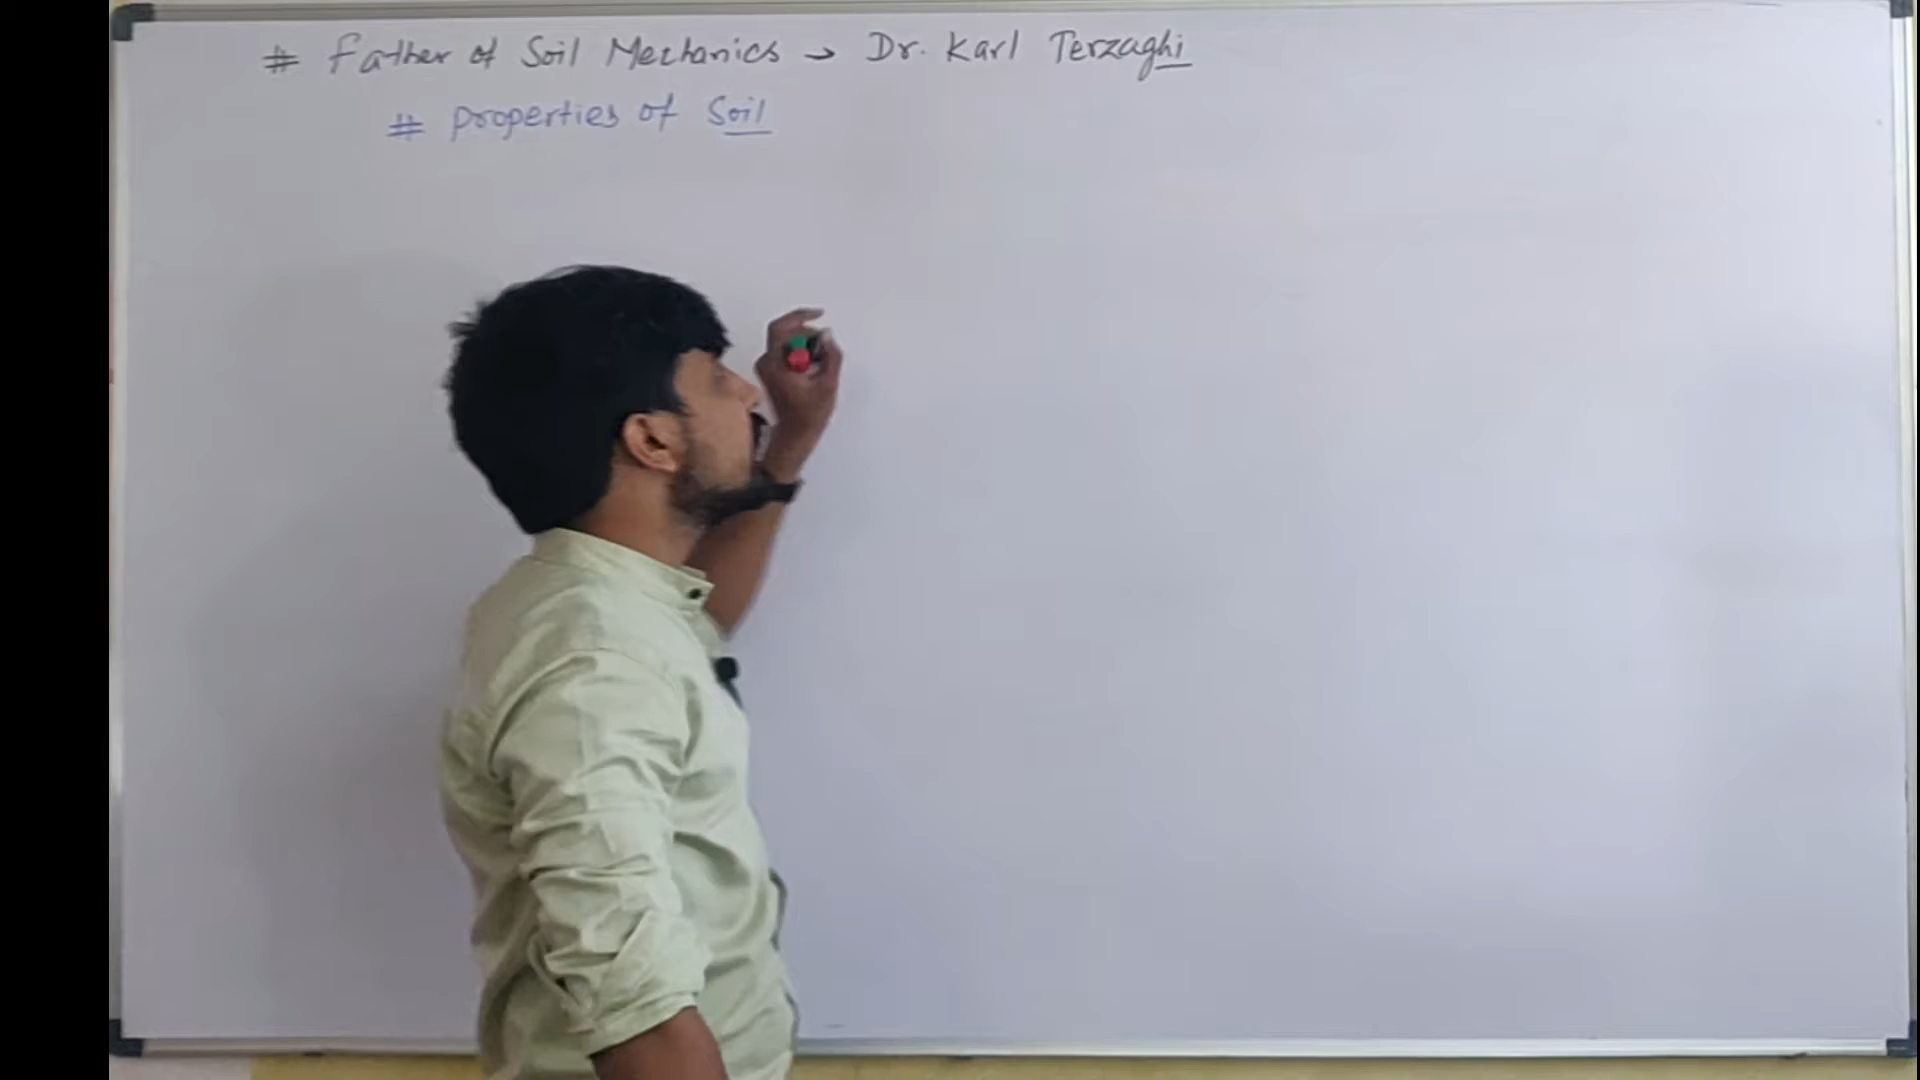 # Father of Soil Mechanics → Dr. Karl Terzaghi
# Properties of Soil